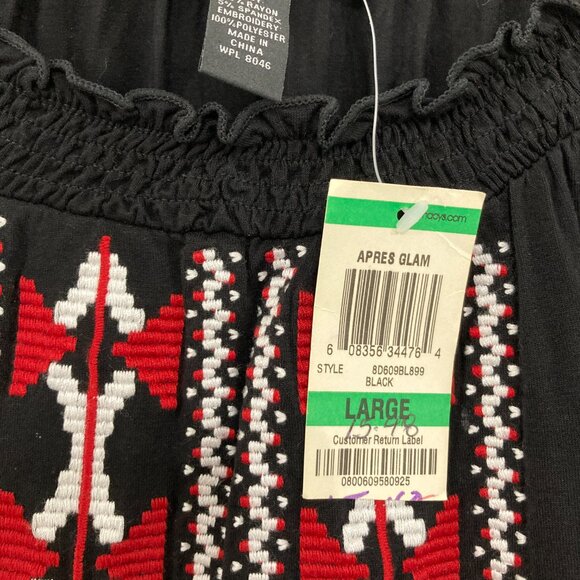 RAYON
5% SPANDEX
EMBROIDERY
100% POLYESTER
MADE IN
CHINA
WPL 8046
macys.com
APRES GLAM
6 08356 34476 4
STYLE 8D609BL899
BLACK
LARGE
Customer Return Label
0800609580925